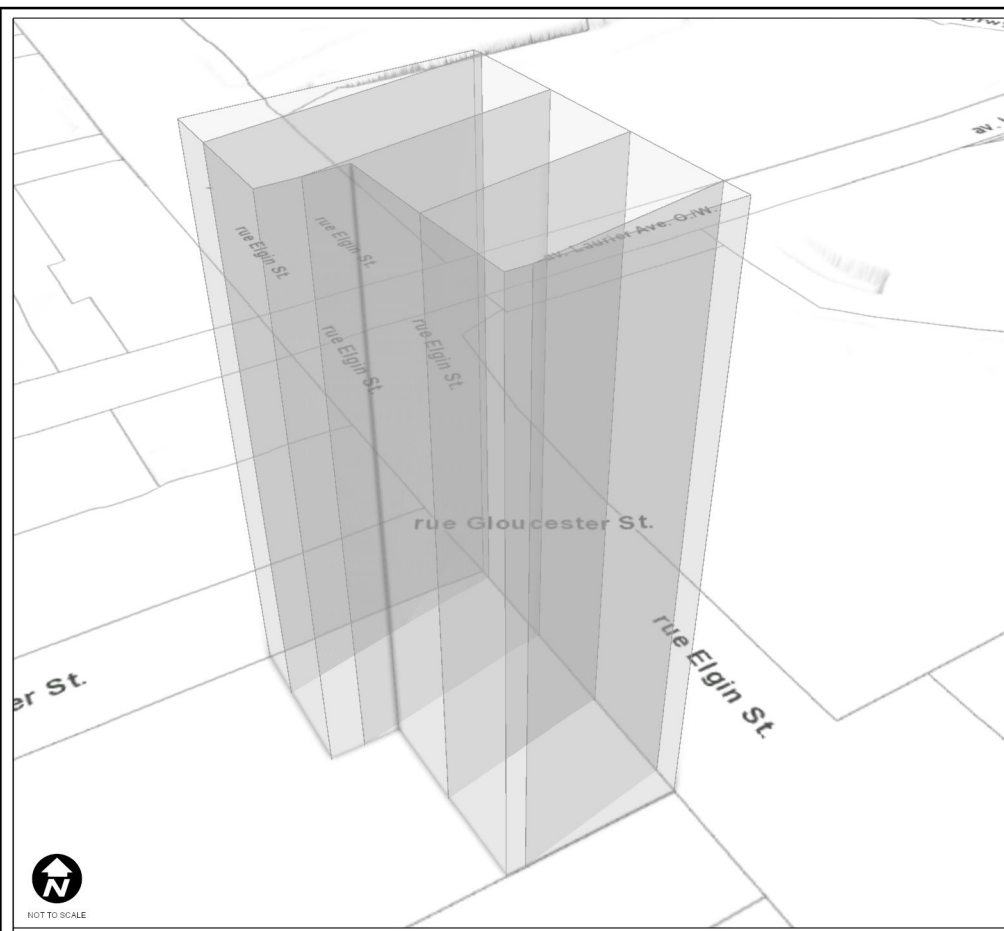 av. Laurier Ave. O./W.
rue Elgin St.
rue Elgin St.
rue Elgin St.
rue Elgin St.
rue Gloucester St.
rue Elgin St.
er St.
N
NOT TO SCALE